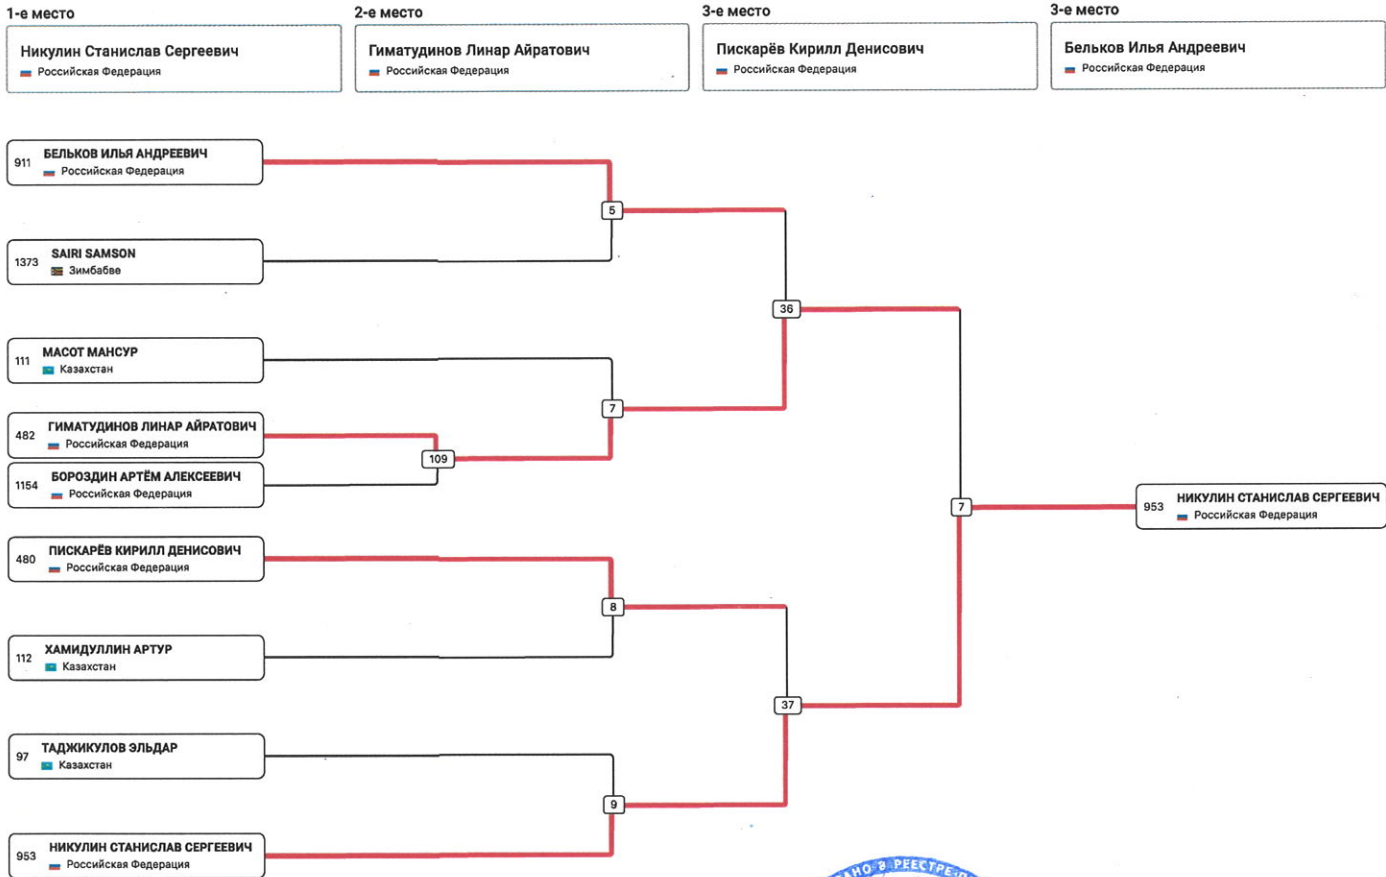 1-е место
2-е место
3-е место
3-е место
Никулин Станислав Сергеевич
Российская Федерация
Гиматудинов Линар Айратович
Российская Федерация
Пискарёв Кирилл Денисович
Российская Федерация
Бельков Илья Андреевич
Российская Федерация
911 БЕЛЬКОВ ИЛЬЯ АНДРЕЕВИЧ
Российская Федерация
5
1373 SAIRI SAMSON
Зимбабве
36
111 МАСОТ МАНСУР
Казахстан
7
482 ГИМАТУДИНОВ ЛИНАР АЙРАТОВИЧ
Российская Федерация
109
1154 БОРОЗДИН АРТЁМ АЛЕКСЕЕВИЧ
Российская Федерация
7
953 НИКУЛИН СТАНИСЛАВ СЕРГЕЕВИЧ
Российская Федерация
480 ПИСКАРЁВ КИРИЛЛ ДЕНИСОВИЧ
Российская Федерация
8
112 ХАМИДУЛЛИН АРТУР
Казахстан
37
97 ТАДЖИКУЛОВ ЭЛЬДАР
Казахстан
9
953 НИКУЛИН СТАНИСЛАВ СЕРГЕЕВИЧ
Российская Федерация
В РЕЕСТРЕ